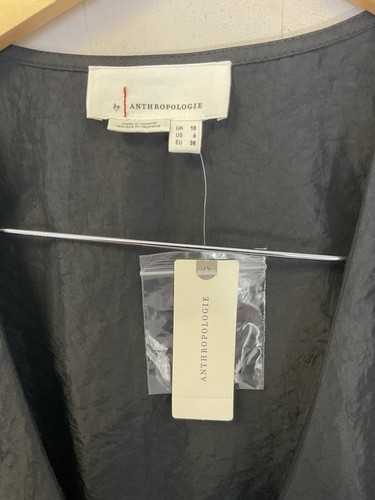 by ANTHROPOLOGIE
UK 10
US 6
EU 38
ANTHROPOLOGIE